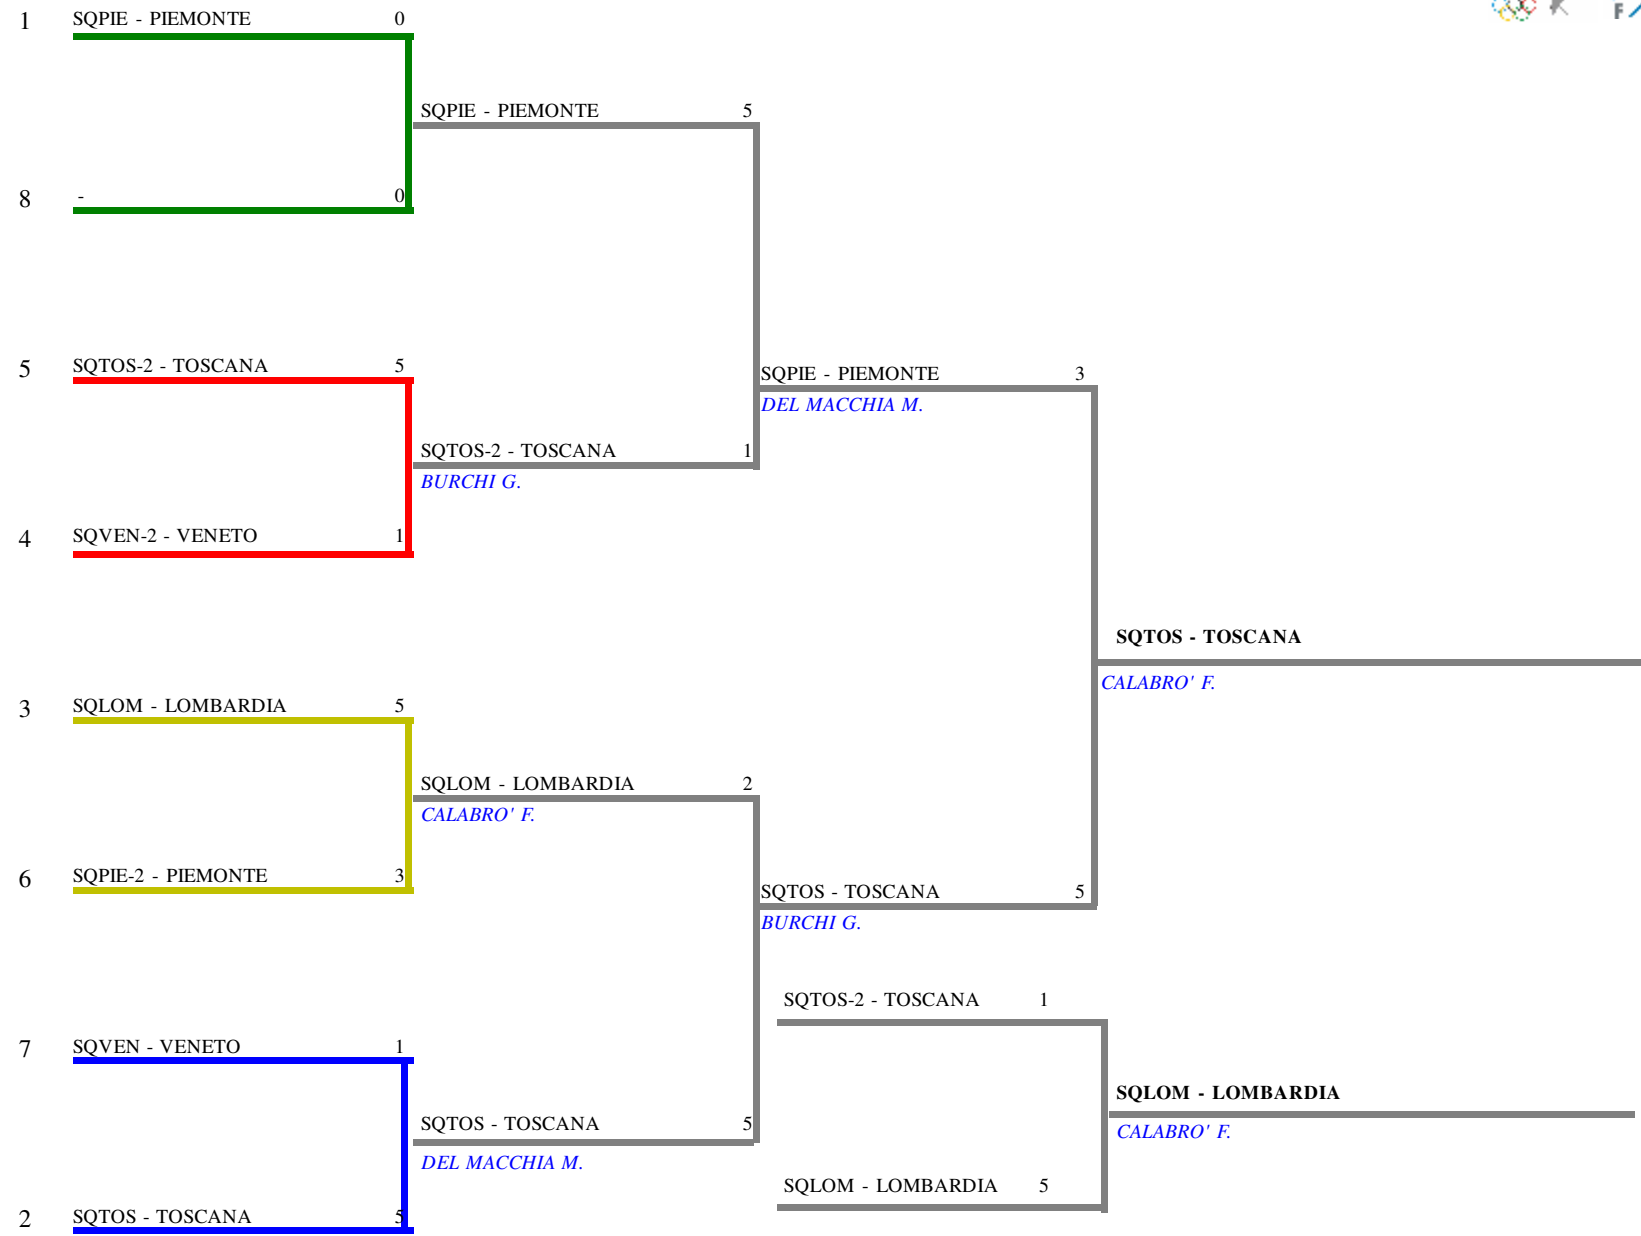 1 SQPIE - PIEMONTE 0
SQPIE - PIEMONTE 5
8 - 0
5 SQTOS-2 - TOSCANA 5
SQPIE - PIEMONTE 3
DEL MACCHIA M.
SQTOS-2 - TOSCANA 1
BURCHI G.
4 SQVEN-2 - VENETO 1
SQTOS - TOSCANA
CALABRO' F.
3 SQLOM - LOMBARDIA 5
SQLOM - LOMBARDIA 2
CALABRO' F.
6 SQPIE-2 - PIEMONTE 3
SQTOS - TOSCANA 5
BURCHI G.
SQTOS-2 - TOSCANA 1
7 SQVEN - VENETO 1
SQLOM - LOMBARDIA
CALABRO' F.
SQTOS - TOSCANA 5
DEL MACCHIA M.
SQLOM - LOMBARDIA 5
2 SQTOS - TOSCANA 5